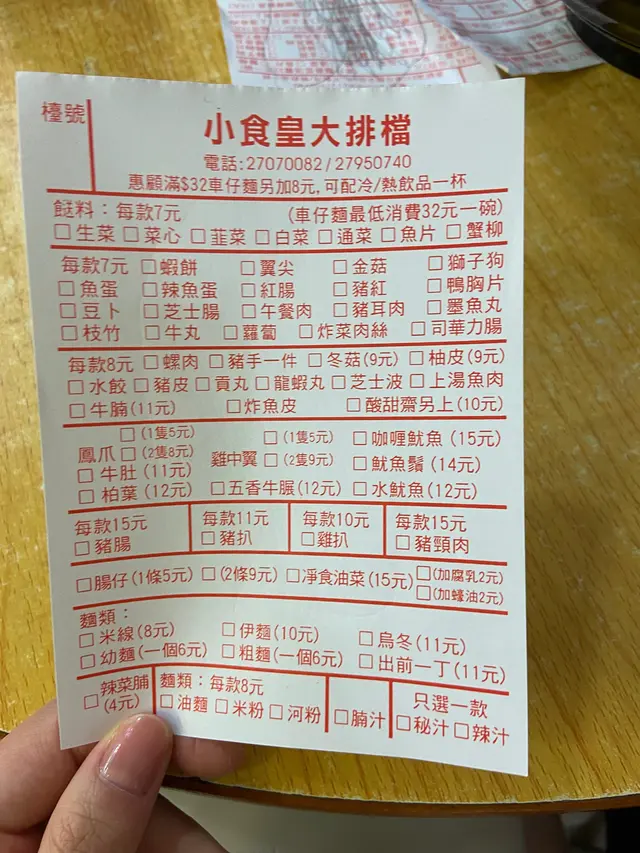 檯號
小食皇大排檔
電話:27070082/27950740
惠顧滿$32車仔麵另加8元,可配冷/熱飲品一杯
餸料：每款7元 (車仔麵最低消費32元一碗)
□生菜 □菜心 □韮菜 □白菜 □通菜 □魚片 □蟹柳
每款7元 □蝦餅 □翼尖 □金菇 □獅子狗
□魚蛋 □辣魚蛋 □紅腸 □豬紅 □鴨胸片
□豆卜 □芝士腸 □午餐肉 □豬耳肉 □墨魚丸
□枝竹 □牛丸 □蘿蔔 □炸菜肉絲 □司華力腸
每款8元 □螺肉 □豬手一件 □冬菇(9元) □柚皮(9元)
□水餃 □豬皮 □貢丸 □龍蝦丸 □芝士波 □上湯魚肉
□牛腩(11元) □炸魚皮 □酸甜齋另上(10元)
鳳爪 □(1隻5元) □(2隻8元) 雞中翼 □(1隻5元) □(2隻9元) □咖喱魷魚(15元)
□牛肚(11元) □魷魚鬚(14元)
□柏葉(12元) □五香牛𦟌(12元) □水魷魚(12元)
每款15元 每款11元 每款10元 每款15元
□豬腸 □豬扒 □雞扒 □豬頸肉
□腸仔(1條5元) □(2條9元) □淨食油菜(15元) □(加腐乳2元)
□(加蠔油2元)
麵類：
□米線(8元) □伊麵(10元) □烏冬(11元)
□幼麵(一個6元) □粗麵(一個6元) □出前一丁(11元)
□辣菜脯(4元) 麵類：每款8元 只選一款
□油麵 □米粉 □河粉 □腩汁 □秘汁 □辣汁